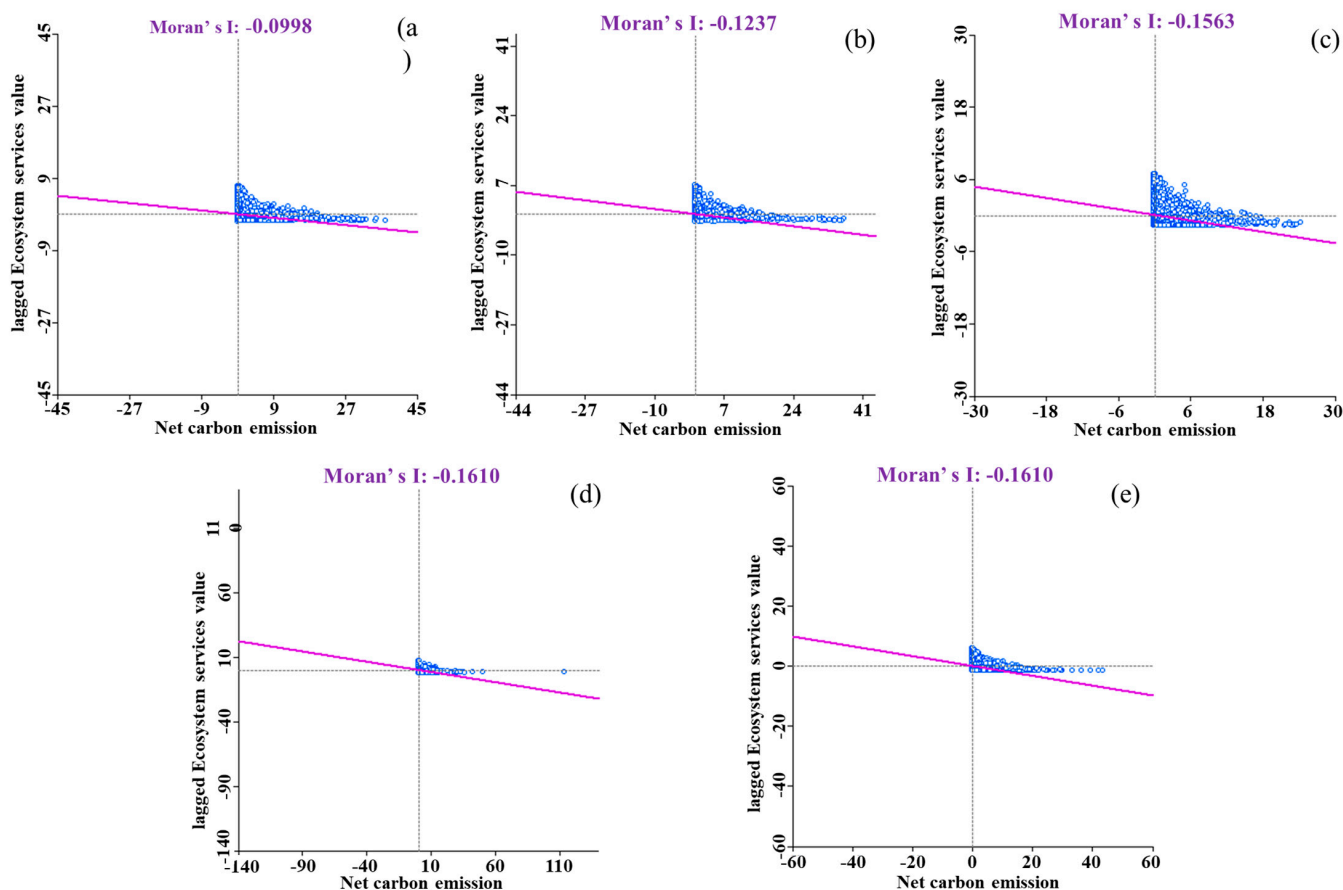 Moran’ s I: -0.0998
(a
)
45
27
9
-9
-27
-45
lagged Ecosystem services value
-45 -27 -9 9 27 45
Net carbon emission
Moran’ s I: -0.1237
(b)
41
24
7
-10
-27
-44
lagged Ecosystem services value
-44 -27 -10 7 24 41
Net carbon emission
Moran’ s I: -0.1563
(c)
30
18
6
-6
-18
-30
lagged Ecosystem services value
-30 -18 -6 6 18 30
Net carbon emission
Moran’ s I: -0.1610
(d)
11
0
60
10
-40
-90
-140
lagged Ecosystem services value
-140 -90 -40 10 60 110
Net carbon emission
Moran’ s I: -0.1610
(e)
60
40
20
0
-20
-40
-60
lagged Ecosystem services value
-60 -40 -20 0 20 40 60
Net carbon emission